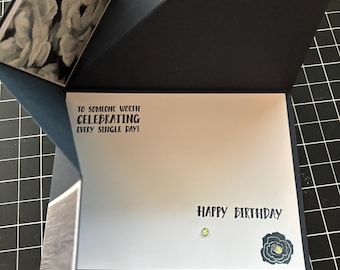 TO SOMEONE WORTH
CELEBRATING
EVERY SINGLE DAY!
HAPPY BIRTHDAY